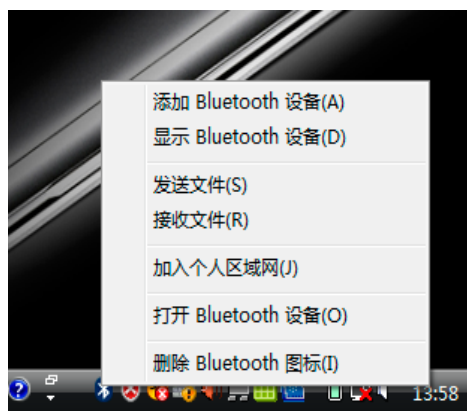 添加 Bluetooth 设备(A)
显示 Bluetooth 设备(D)
发送文件(S)
接收文件(R)
加入个人区域网(J)
打开 Bluetooth 设备(O)
删除 Bluetooth 图标(I)
13:58